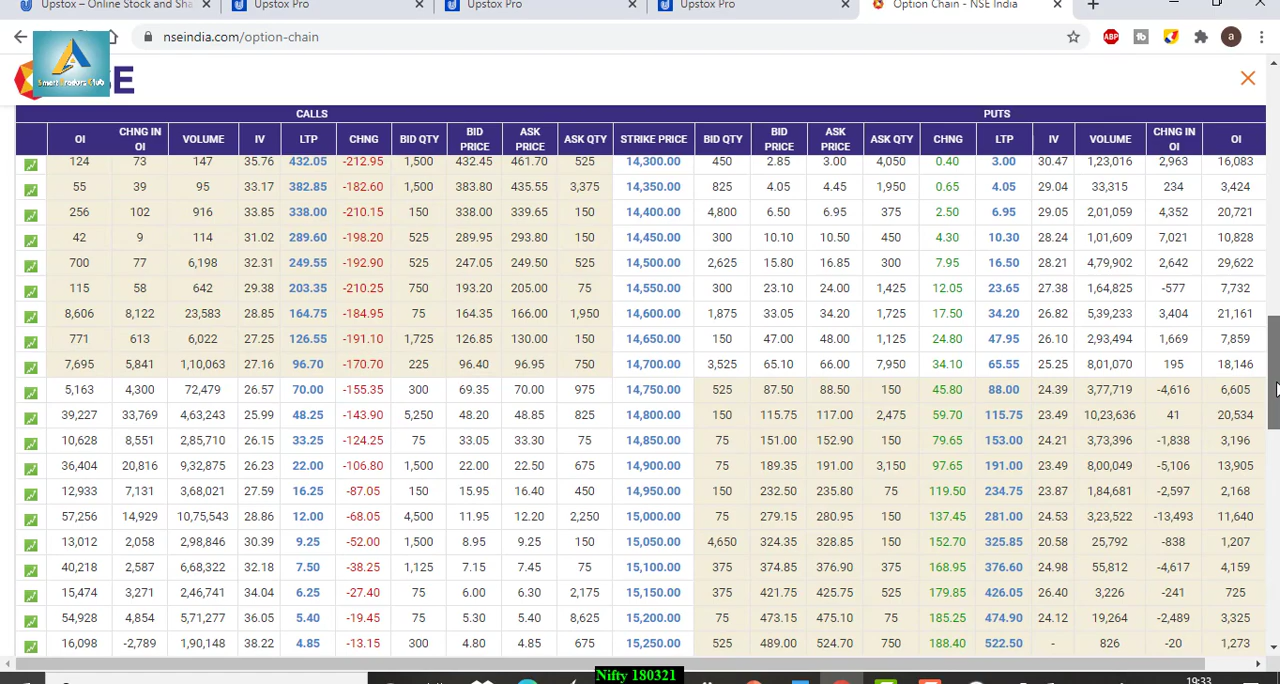 Upstox – Online Stock and Sha
Upstox Pro
Upstox Pro
Upstox Pro
Option Chain - NSE India
nseindia.com/option-chain
ABP
a
Smart Traders Club
E
CALLS PUTS
OI CHNG IN OI VOLUME IV LTP CHNG BID QTY BID PRICE ASK PRICE ASK QTY STRIKE PRICE BID QTY BID PRICE ASK PRICE ASK QTY CHNG LTP IV VOLUME CHNG IN OI OI
124 73 147 35.76 432.05 -212.95 1,500 432.45 461.70 525 14,300.00 450 2.85 3.00 4,050 0.40 3.00 30.47 1,23,016 2,963 16,083
55 39 95 33.17 382.85 -182.60 1,500 383.80 435.55 3,375 14,350.00 825 4.05 4.45 1,950 0.65 4.05 29.04 33,315 234 3,424
256 102 916 33.85 338.00 -210.15 150 338.00 339.65 150 14,400.00 4,800 6.50 6.95 375 2.50 6.95 29.05 2,01,059 4,352 20,721
42 9 114 31.02 289.60 -198.20 525 289.95 293.80 150 14,450.00 300 10.10 10.50 450 4.30 10.30 28.24 1,01,609 7,021 10,828
700 77 6,198 32.31 249.55 -192.90 525 247.05 249.50 525 14,500.00 2,625 15.80 16.85 300 7.95 16.50 28.21 4,79,902 2,642 29,622
115 58 642 29.38 203.35 -210.25 750 193.20 205.00 75 14,550.00 300 23.10 24.00 1,425 12.05 23.65 27.38 1,64,825 -577 7,732
8,606 8,122 23,583 28.85 164.75 -184.95 75 164.35 166.00 1,950 14,600.00 1,875 33.05 34.20 1,725 17.50 34.20 26.82 5,39,233 3,404 21,161
771 613 6,022 27.25 126.55 -191.10 1,725 126.85 130.00 150 14,650.00 150 47.00 48.00 1,125 24.80 47.95 26.10 2,93,494 1,669 7,859
7,695 5,841 1,10,063 27.16 96.70 -170.70 225 96.40 96.95 750 14,700.00 3,525 65.10 66.00 7,950 34.10 65.55 25.25 8,01,070 195 18,146
5,163 4,300 72,479 26.57 70.00 -155.35 300 69.35 70.00 975 14,750.00 525 87.50 88.50 150 45.80 88.00 24.39 3,77,719 -4,616 6,605
39,227 33,769 4,63,243 25.99 48.25 -143.90 5,250 48.20 48.85 825 14,800.00 150 115.75 117.00 2,475 59.70 115.75 23.49 10,23,636 41 20,534
10,628 8,551 2,85,710 26.15 33.25 -124.25 75 33.05 33.30 75 14,850.00 75 151.00 152.90 150 79.65 153.00 24.21 3,73,396 -1,838 3,196
36,404 20,816 9,32,875 26.23 22.00 -106.80 1,500 22.00 22.50 675 14,900.00 75 189.35 191.00 3,150 97.65 191.00 23.49 8,00,049 -5,106 13,905
12,933 7,131 3,68,021 27.59 16.25 -87.05 150 15.95 16.40 450 14,950.00 150 232.50 235.80 75 119.50 234.75 23.87 1,84,681 -2,597 2,168
57,256 14,929 10,75,543 28.86 12.00 -68.05 4,500 11.95 12.20 2,250 15,000.00 75 279.15 280.95 150 137.45 281.00 24.53 3,23,522 -13,493 11,640
13,012 2,058 2,98,846 30.39 9.25 -52.00 1,500 8.95 9.25 150 15,050.00 4,650 324.35 328.85 150 152.70 325.85 20.58 25,792 -838 1,207
40,218 2,587 6,68,322 32.18 7.50 -38.25 1,125 7.15 7.45 75 15,100.00 375 374.85 376.90 375 168.95 376.60 24.98 55,812 -4,617 4,159
15,474 3,271 2,46,741 34.04 6.25 -27.40 75 6.00 6.30 2,175 15,150.00 375 421.75 425.75 525 179.85 426.05 26.40 3,226 -241 725
54,928 4,854 5,71,277 36.05 5.40 -19.45 75 5.30 5.40 8,625 15,200.00 75 473.15 475.10 75 185.25 474.90 24.12 19,264 -2,489 3,325
16,098 -2,789 1,90,148 38.22 4.85 -13.15 300 4.80 4.85 675 15,250.00 525 489.00 524.70 750 188.40 522.50 - 826 -20 1,273
Nifty 180321
19:33